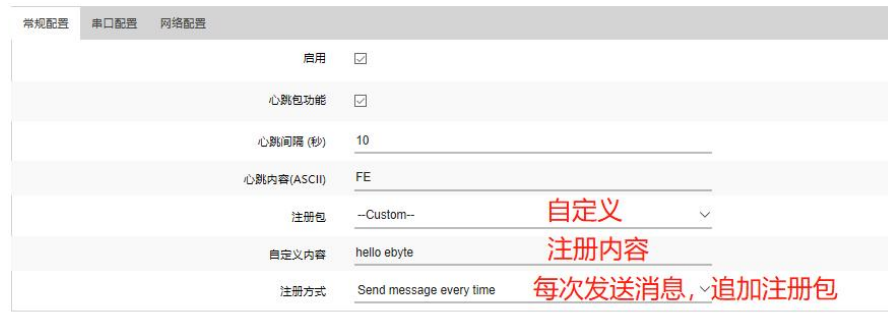 常规配置 串口配置 网络配置
启用
心跳包功能
心跳间隔 (秒) 10
心跳内容(ASCII) FE
注册包 --Custom-- 自定义
自定义内容 hello ebyte 注册内容
注册方式 Send message every time 每次发送消息，追加注册包